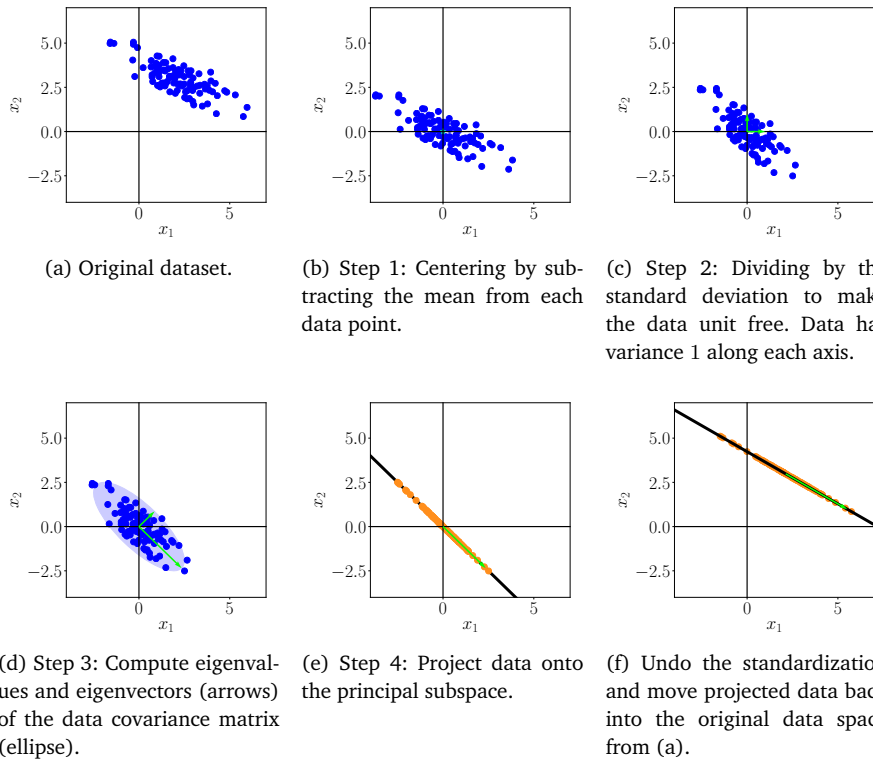 5.0
2.5
0.0
−2.5
x2
0
5
x1
5.0
2.5
0.0
−2.5
x2
0
5
x1
5.0
2.5
0.0
−2.5
x2
0
5
x1
(a) Original dataset.
(b) Step 1: Centering by sub-
tracting the mean from each
data point.
(c) Step 2: Dividing by th
standard deviation to mak
the data unit free. Data ha
variance 1 along each axis.
5.0
2.5
0.0
−2.5
x2
0
5
x1
5.0
2.5
0.0
−2.5
x2
0
5
x1
5.0
2.5
0.0
−2.5
x2
0
5
x1
(d) Step 3: Compute eigenval-
ues and eigenvectors (arrows)
of the data covariance matrix
(ellipse).
(e) Step 4: Project data onto
the principal subspace.
(f) Undo the standardizatio
and move projected data bac
into the original data spac
from (a).